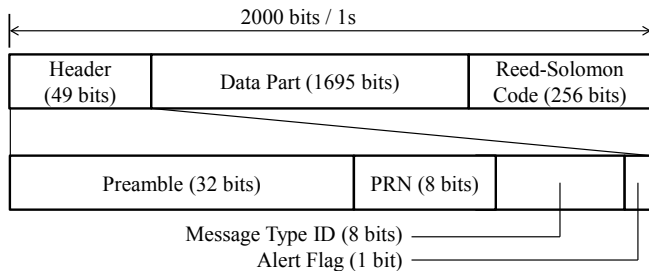 2000 bits / 1s
Header
(49 bits)
Data Part (1695 bits)
Reed-Solomon
Code (256 bits)
Preamble (32 bits)
PRN (8 bits)
Message Type ID (8 bits)
Alert Flag (1 bit)